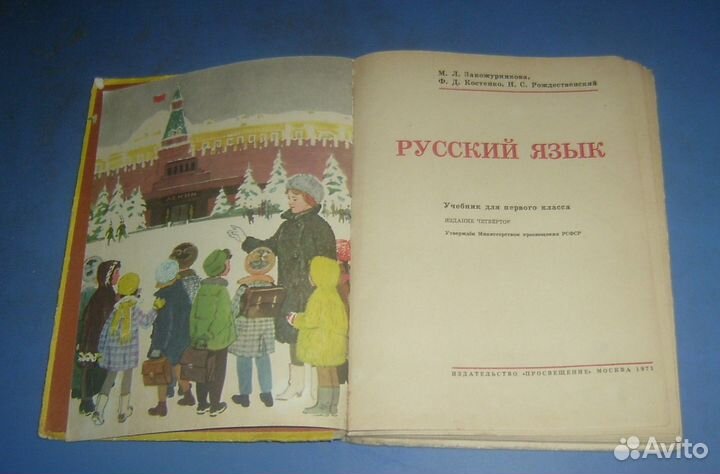 ЛЕНИН
М. Л. Закожурникова,
Ф. Д. Костенко, Н. С. Рождественский
РУССКИЙ ЯЗЫК
Учебник для первого класса
ИЗДАНИЕ ЧЕТВЕРТОЕ
Утверждён Министерством просвещения РСФСР
ИЗДАТЕЛЬСТВО «ПРОСВЕЩЕНИЕ» МОСКВА 1971
Avito